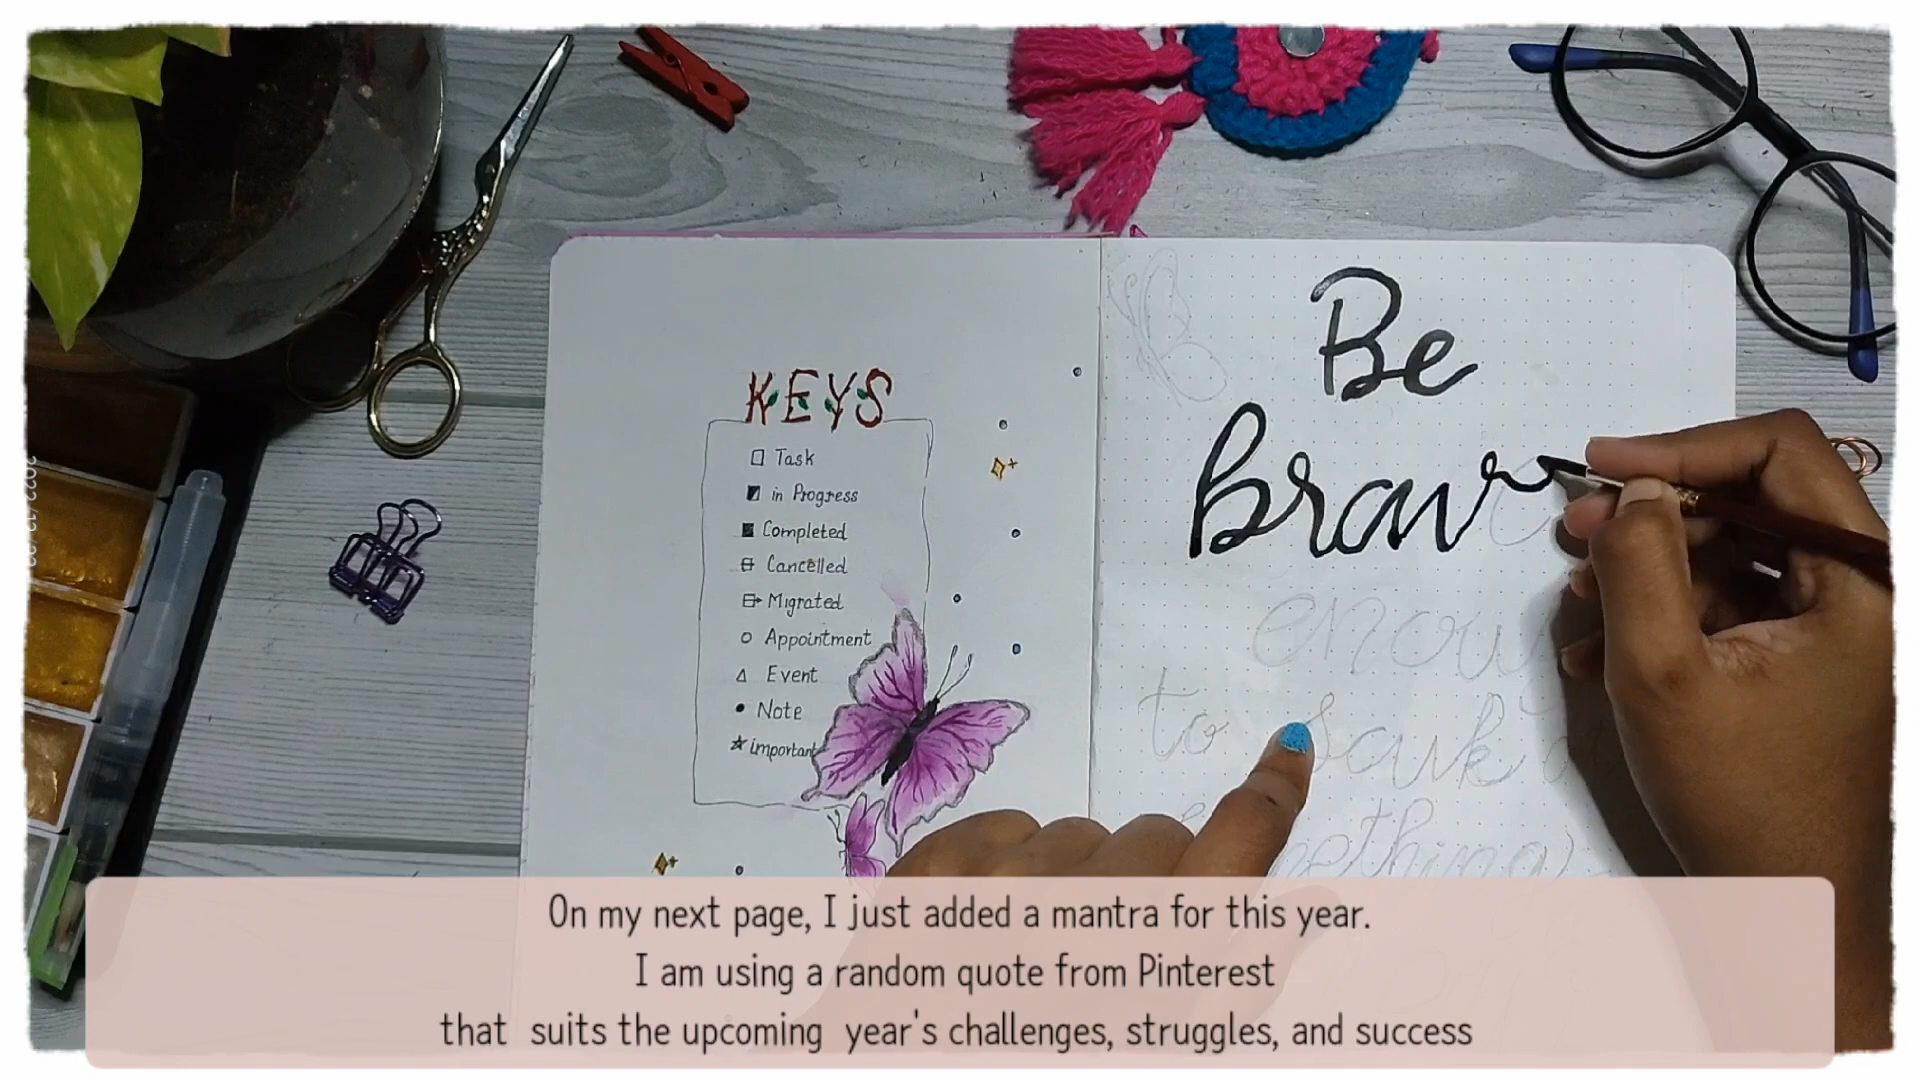 KEYS
Task
in Progress
Completed
Cancelled
Migrated
Appointment
Event
Note
important
Be
brav
to
On my next page, I just added a mantra for this year.
I am using a random quote from Pinterest
that suits the upcoming year's challenges, struggles, and success